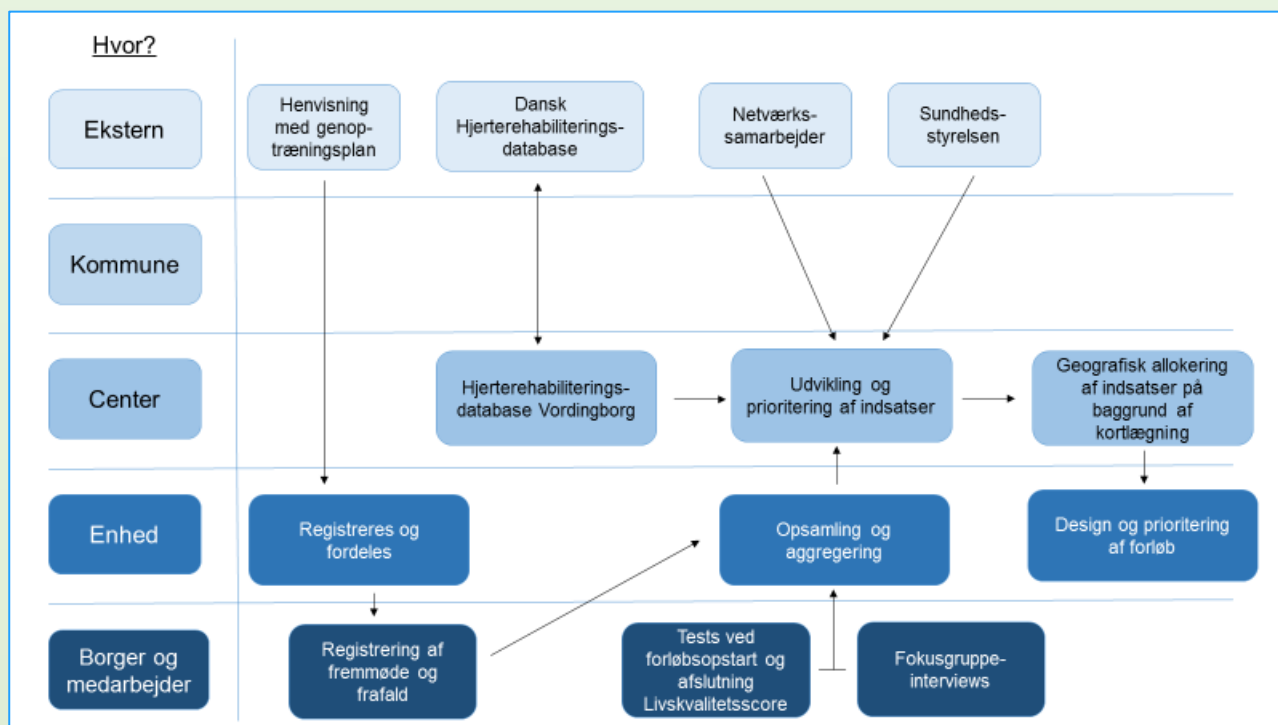 Hvor?
Ekstern
Henvisning
med genop-
træningsplan
Dansk
Hjerterehabiliterings-
database
Netværks-
samarbejder
Sundheds-
styrelsen
Kommune
Center
Hjerterehabiliterings-
database Vordingborg
Udvikling og
prioritering af indsatser
Geografisk allokering
af indsatser på
baggrund af
kortlægning
Enhed
Registreres og
fordeles
Opsamling og
aggregering
Design og prioritering
af forløb
Borger og
medarbejder
Registrering af
fremmøde og
frafald
Tests ved
forløbsopstart og
afslutning
Livskvalitetsscore
Fokusgruppe-
interviews